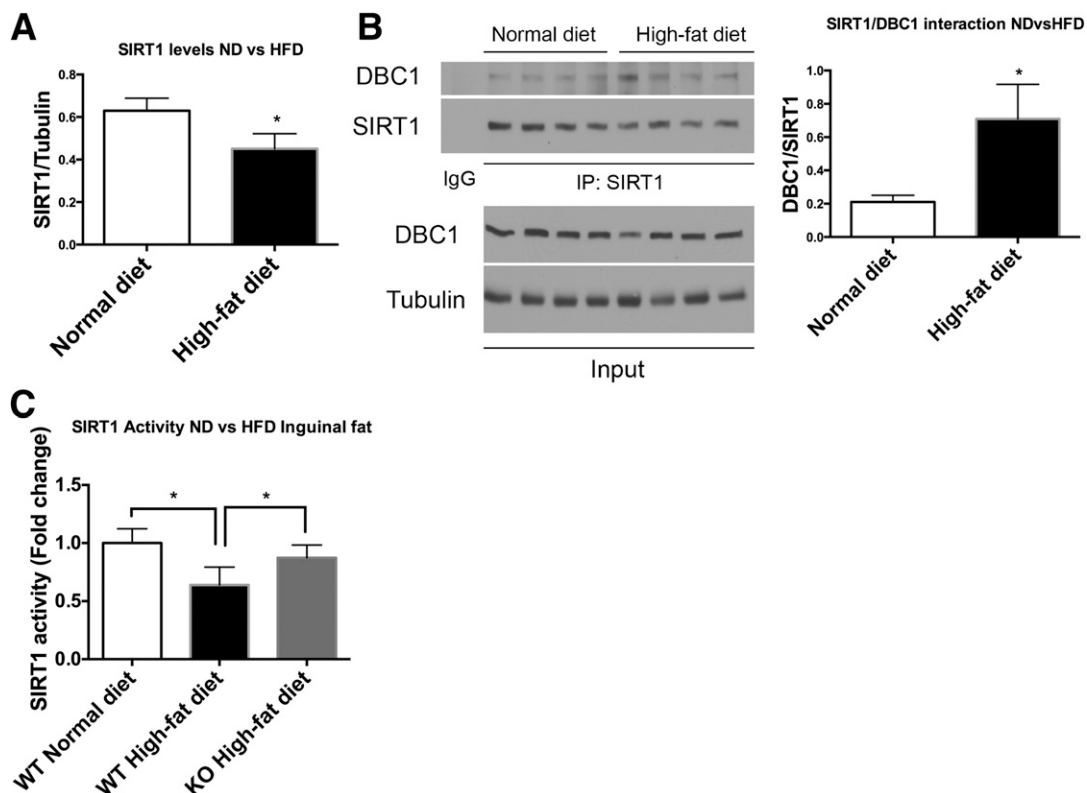 A
SIRT1 levels ND vs HFD
SIRT1/Tubulin
0.8
0.6
0.4
0.2
0.0
*
Normal diet
High-fat diet
B
Normal diet
High-fat diet
DBC1
SIRT1
IgG
IP: SIRT1
DBC1
Tubulin
Input
SIRT1/DBC1 interaction NDvsHFD
DBC1/SIRT1
1.0
0.8
0.6
0.4
0.2
0.0
*
Normal diet
High-fat diet
C
SIRT1 Activity ND vs HFD Inguinal fat
SIRT1 activity (Fold change)
1.5
1.0
0.5
0.0
*
*
WT Normal diet
WT High-fat diet
KO High-fat diet